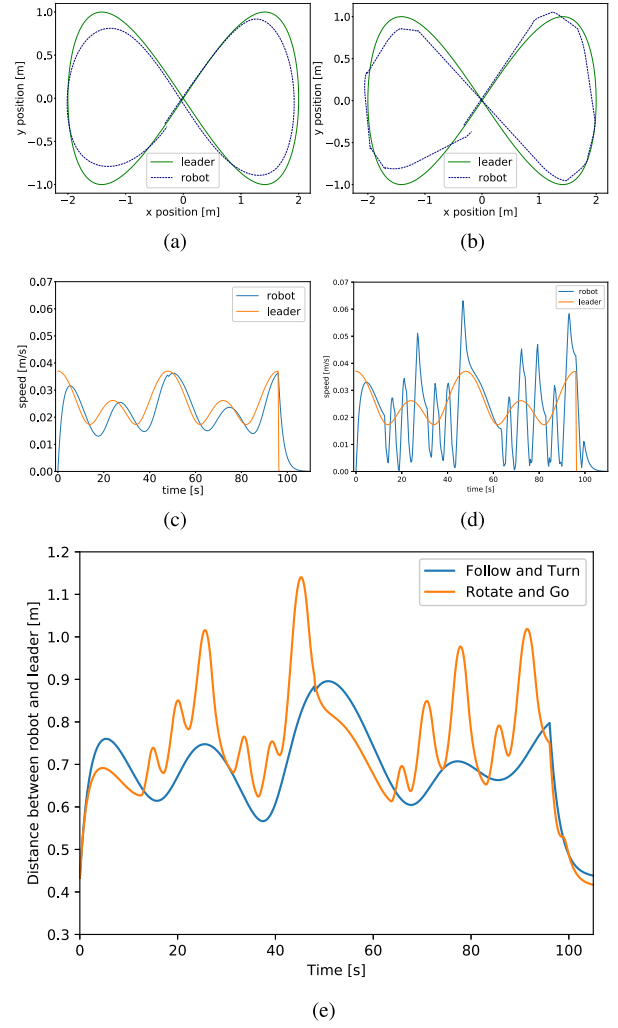 1.0
0.5
0.0
−0.5
−1.0
y position [m]
leader
robot
−2 −1 0 1 2
x position [m]
(a)
1.0
0.5
0.0
−0.5
−1.0
y position [m]
leader
robot
−2 −1 0 1 2
x position [m]
(b)
0.07
0.06
0.05
0.04
0.03
0.02
0.01
0.00
speed [m/s]
robot
leader
0 20 40 60 80 100
time [s]
(c)
0.07
0.06
0.05
0.04
0.03
0.02
0.01
0.00
speed [m/s]
robot
leader
0 20 40 60 80 100
time [s]
(d)
1.2
1.1
1.0
0.9
0.8
0.7
0.6
0.5
0.4
0.3
Distance between robot and leader [m]
Follow and Turn
Rotate and Go
0 20 40 60 80 100
Time [s]
(e)